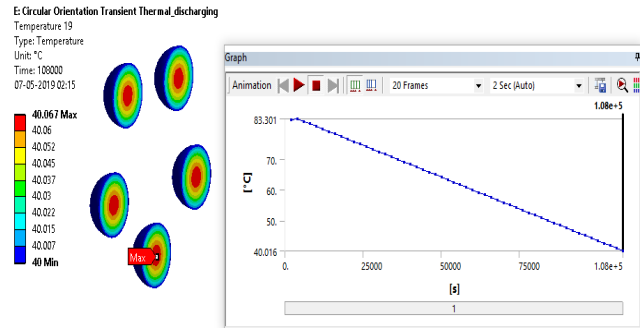 E: Circular Orientation Transient Thermal_discharging
Temperature 19
Type: Temperature
Unit: °C
Time: 108000
07-05-2019 02:15
40.067 Max
40.06
40.052
40.045
40.037
40.03
40.022
40.015
40.007
40 Min
Max
Graph
Animation
20 Frames
2 Sec (Auto)
1.08e+5
83.301
70.
60.
50.
40.016
[°C]
0.
25000
50000
75000
1.08e+5
[s]
1